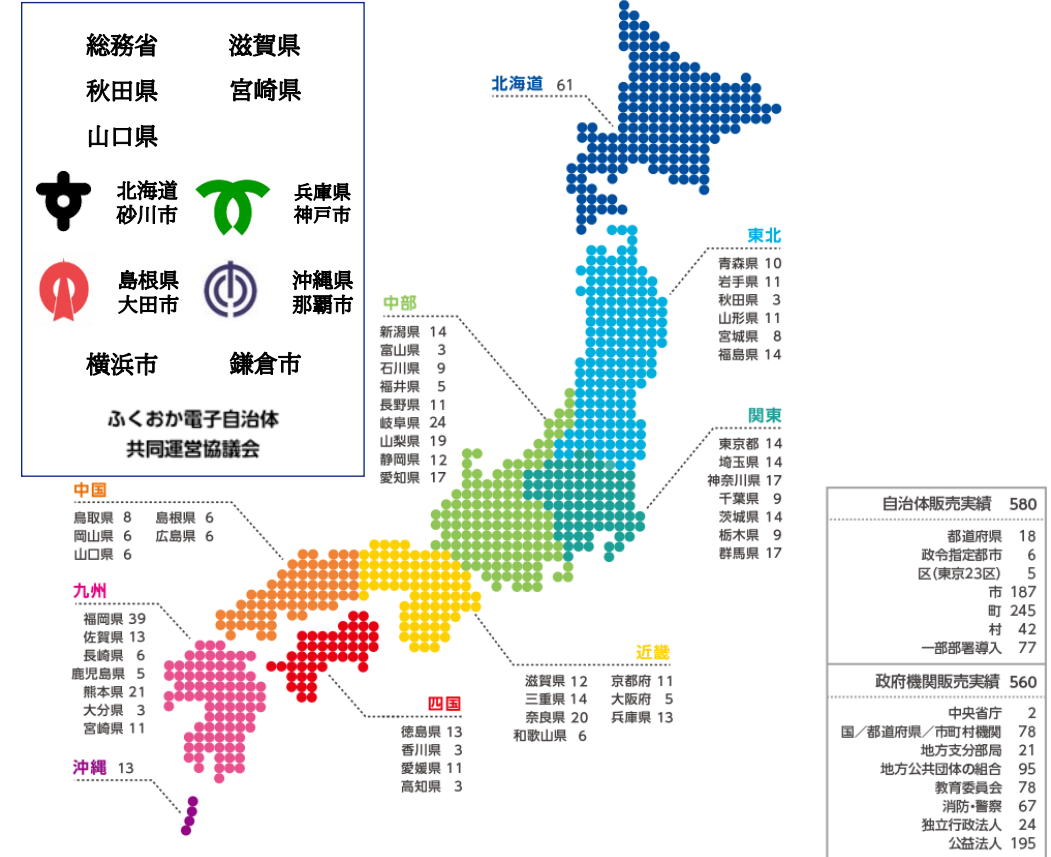 総務省 滋賀県
秋田県 宮崎県
山口県
北海道
砂川市
兵庫県
神戸市
島根県
大田市
沖縄県
那覇市
横浜市 鎌倉市
ふくおか電子自治体
共同運営協議会
北海道 61
東北
青森県 10
岩手県 11
秋田県 3
山形県 11
宮城県 8
福島県 14
中部
新潟県 14
富山県 3
石川県 9
福井県 5
長野県 11
岐阜県 24
山梨県 19
静岡県 12
愛知県 17
関東
東京都 14
埼玉県 14
神奈川県 17
千葉県 9
茨城県 14
栃木県 9
群馬県 17
中国
鳥取県 8 島根県 6
岡山県 6 広島県 6
山口県 6
九州
福岡県 39
佐賀県 13
長崎県 6
鹿児島県 5
熊本県 21
大分県 3
宮崎県 11
沖縄 13
近畿
滋賀県 12 京都府 11
三重県 14 大阪府 5
奈良県 20 兵庫県 13
和歌山県 6
四国
徳島県 13
香川県 3
愛媛県 11
高知県 3
自治体販売実績 580
都道府県 18
政令指定都市 6
区(東京23区) 5
市 187
町 245
村 42
一部部署導入 77
政府機関販売実績 560
中央省庁 2
国/都道府県/市町村機関 78
地方支分部局 21
地方公共団体の組合 95
教育委員会 78
消防・警察 67
独立行政法人 24
公益法人 195